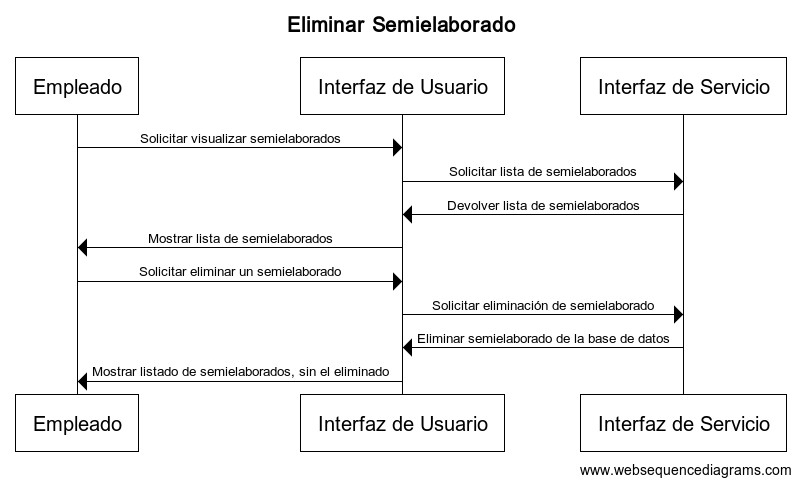 Eliminar Semielaborado
Empleado
Interfaz de Usuario
Interfaz de Servicio
Solicitar visualizar semielaborados
Solicitar lista de semielaborados
Devolver lista de semielaborados
Mostrar lista de semielaborados
Solicitar eliminar un semielaborado
Solicitar eliminación de semielaborado
Eliminar semielaborado de la base de datos
Mostrar listado de semielaborados, sin el eliminado
Empleado
Interfaz de Usuario
Interfaz de Servicio
www.websequencediagrams.com